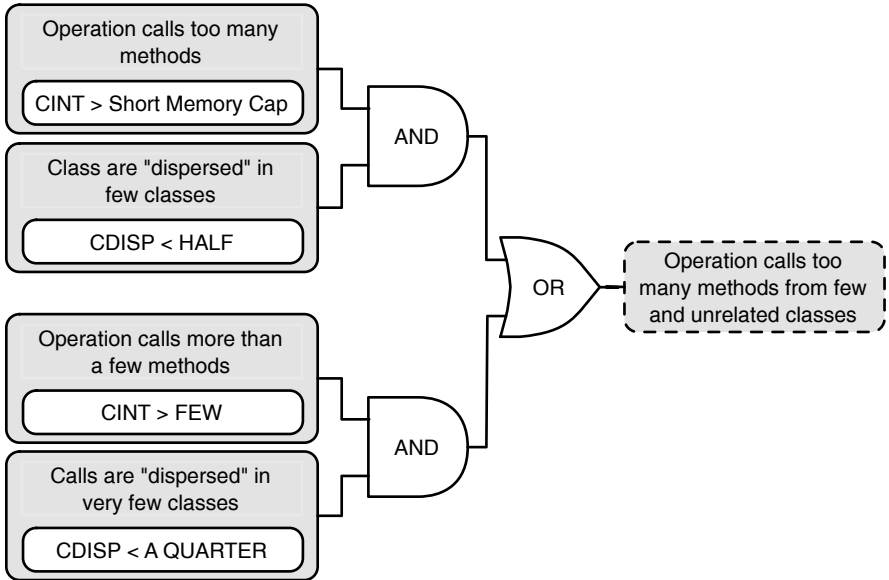 Operation calls too many
methods
CINT > Short Memory Cap
Class are "dispersed" in
few classes
CDISP < HALF
AND
OR
Operation calls too
many methods from few
and unrelated classes
Operation calls more than
a few methods
CINT > FEW
Calls are "dispersed" in
very few classes
CDISP < A QUARTER
AND